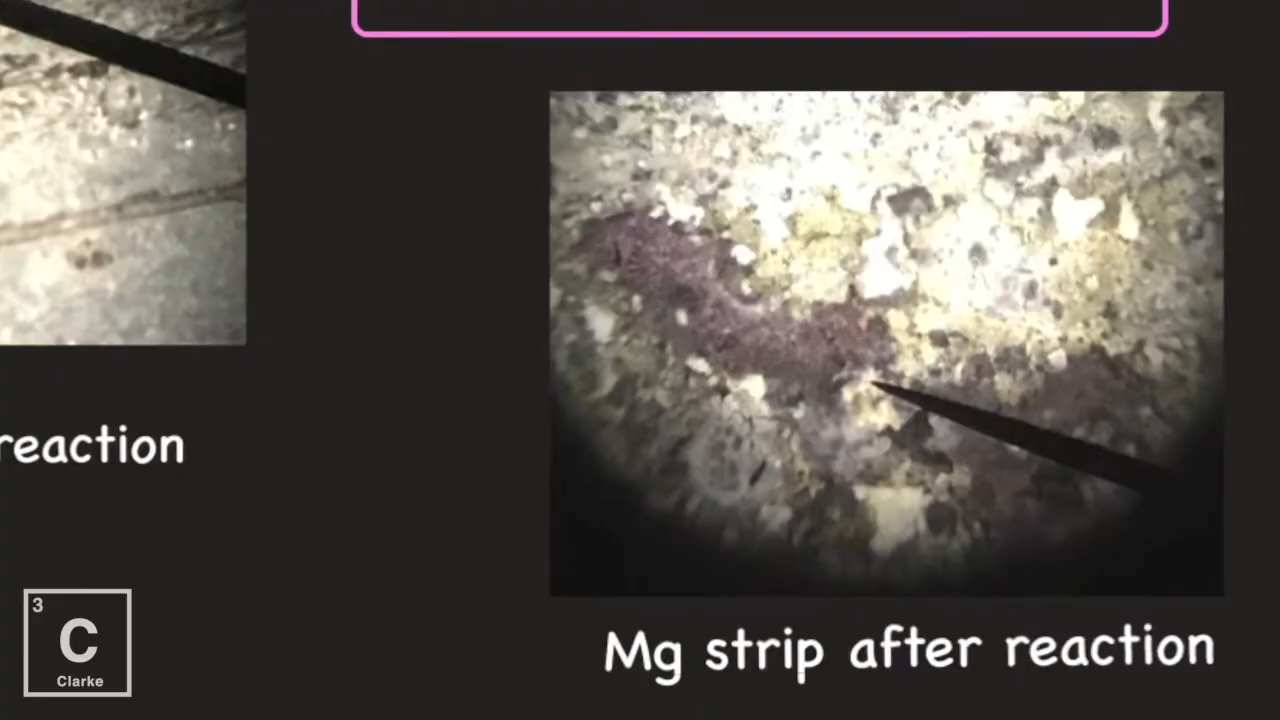 reaction
Mg strip after reaction
3
C
Clarke